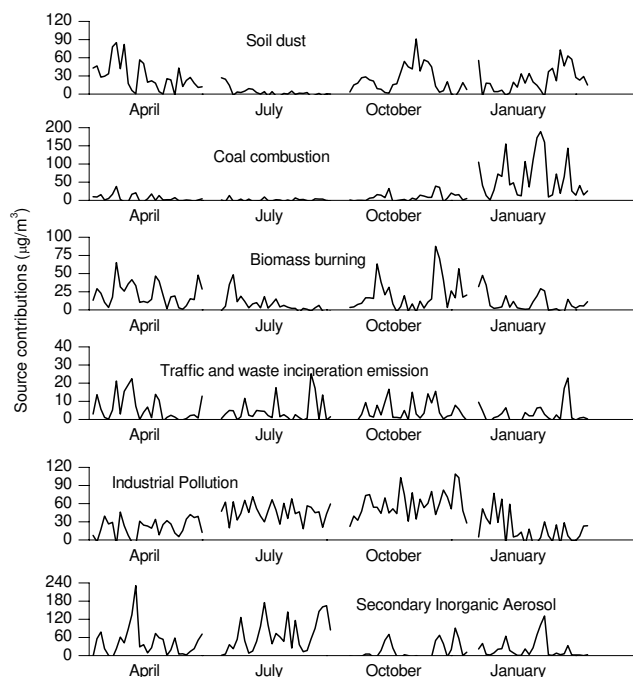 Source contributions (μg/m³)
120
90
60
30
0
Soil dust
April July October January
200
150
100
50
0
Coal combustion
April July October January
100
75
50
25
0
Biomass burning
April July October January
40
30
20
10
0
Traffic and waste incineration emission
April July October January
120
90
60
30
0
Industrial Pollution
April July October January
240
180
120
60
0
Secondary Inorganic Aerosol
April July October January